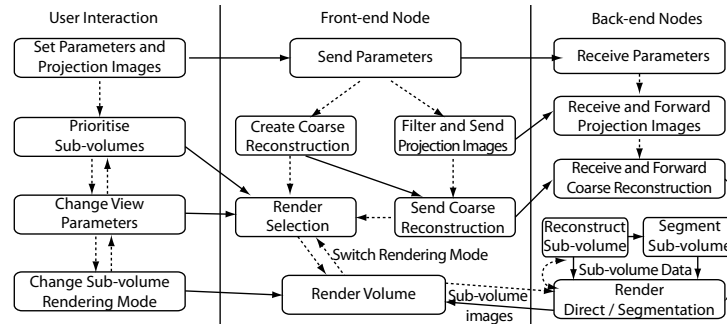 User Interaction
Front-end Node
Back-end Nodes
Set Parameters and
Projection Images
Send Parameters
Receive Parameters
Prioritise
Sub-volumes
Create Coarse
Reconstruction
Filter and Send
Projection Images
Receive and Forward
Projection Images
Receive and Forward
Coarse Reconstruction
Change View
Parameters
Render
Selection
Send Coarse
Reconstruction
Reconstruct
Sub-volume
Segment
Sub-volume
Switch Rendering Mode
Sub-volume Data
Change Sub-volume
Rendering Mode
Render Volume
Sub-volume
images
Render
Direct / Segmentation